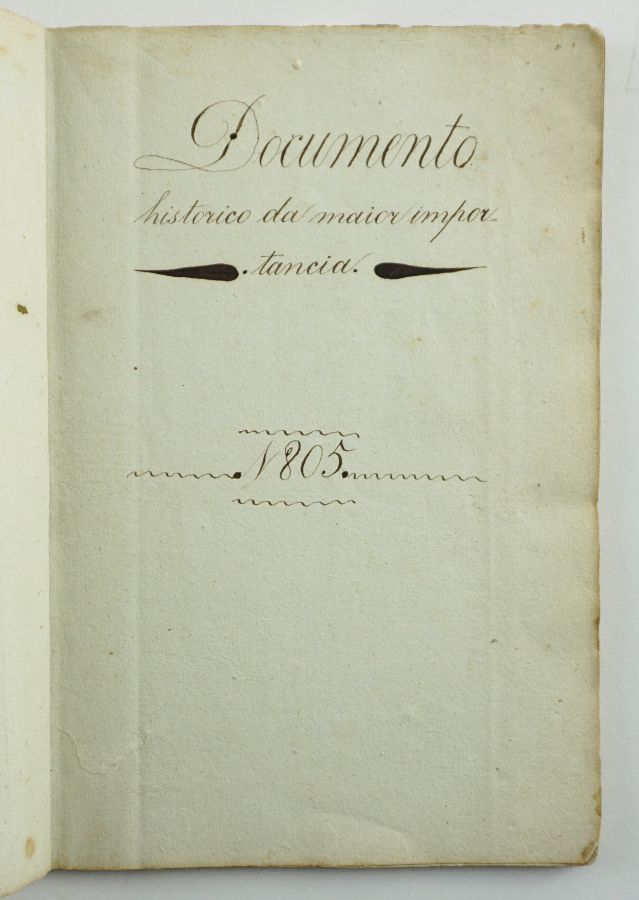 Documento
historico da maior impor-
.tancia.
.1805.